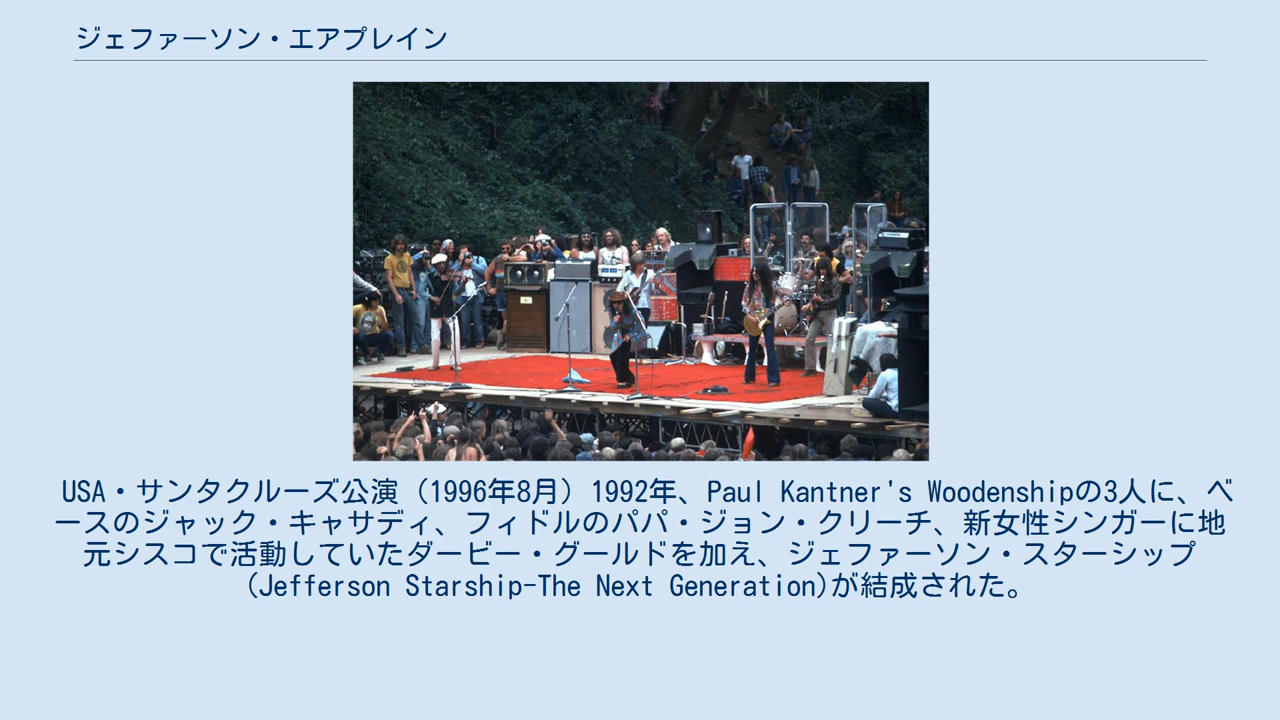 ジェファーソン・エアプレイン
USA・サンタクルーズ公演（1996年8月）1992年、Paul Kantner's Woodenshipの3人に、ベ
ースのジャック・キャサディ、フィドルのパパ・ジョン・クリーチ、新女性シンガーに地
元シスコで活動していたダービー・グールドを加え、ジェファーソン・スターシップ
(Jefferson Starship-The Next Generation)が結成された。